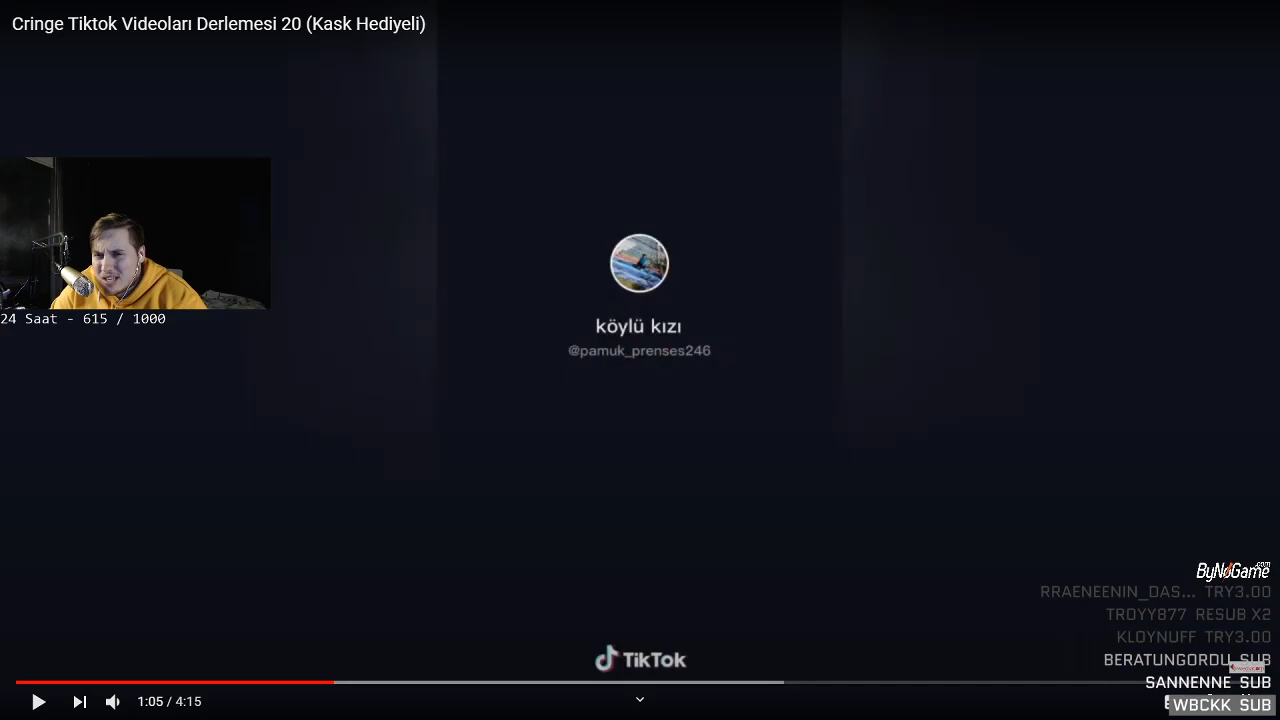 Cringe Tiktok Videoları Derlemesi 20 (Kask Hediyeli)
24 Saat - 615 / 1000
köylü kızı
@pamuk_prenses246
TikTok
ByNoGame.com
RRAENEENIN_DAS... TRY3.00
TROYY877 RESUB X2
KLOYNUFF TRY3.00
BERATUNGORDU SUB
SANNENNE SUB
WBCKK SUB
1:05 / 4:15